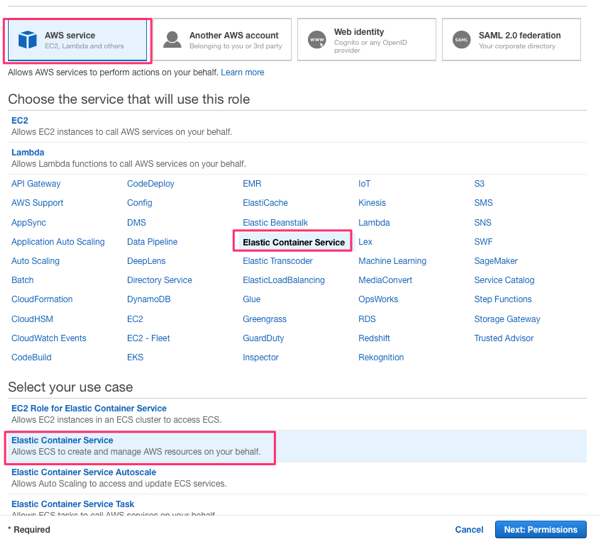 AWS service
EC2, Lambda and others
Another AWS account
Belonging to you or 3rd party
WWW
Web identity
Cognito or any OpenID
provider
SAML
SAML 2.0 federation
Your corporate directory
Allows AWS services to perform actions on your behalf. Learn more
Choose the service that will use this role
EC2
Allows EC2 instances to call AWS services on your behalf.
Lambda
Allows Lambda functions to call AWS services on your behalf.
API Gateway CodeDeploy EMR IoT S3
AWS Support Config ElastiCache Kinesis SMS
AppSync DMS Elastic Beanstalk Lambda SNS
Application Auto Scaling Data Pipeline Elastic Container Service Lex SWF
Auto Scaling DeepLens Elastic Transcoder Machine Learning SageMaker
Batch Directory Service ElasticLoadBalancing MediaConvert Service Catalog
CloudFormation DynamoDB Glue OpsWorks Step Functions
CloudHSM EC2 Greengrass RDS Storage Gateway
CloudWatch Events EC2 - Fleet GuardDuty Redshift Trusted Advisor
CodeBuild EKS Inspector Rekognition
Select your use case
EC2 Role for Elastic Container Service
Allows EC2 instances in an ECS cluster to access ECS.
Elastic Container Service
Allows ECS to create and manage AWS resources on your behalf.
Elastic Container Service Autoscale
Allows Auto Scaling to access and update ECS services.
Elastic Container Service Task
Allows ECS tasks to call AWS services on your behalf.
* Required Cancel Next: Permissions